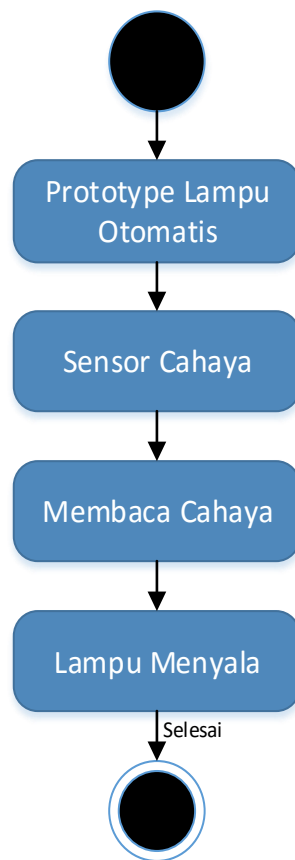 Prototype Lampu
Otomatis
Sensor Cahaya
Membaca Cahaya
Lampu Menyala
Selesai